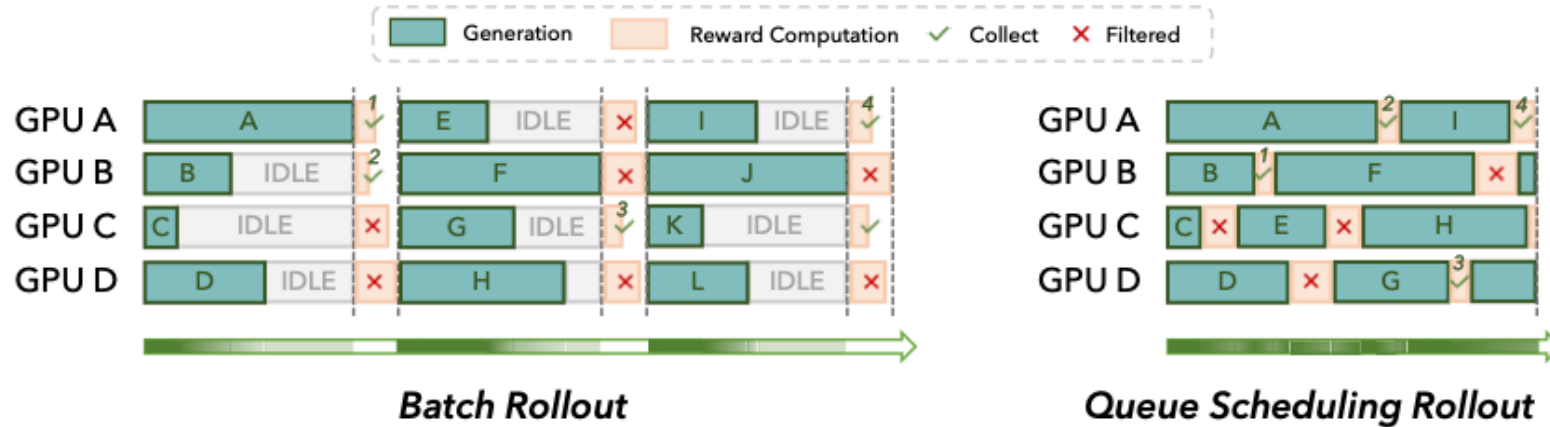 Generation Reward Computation Collect Filtered
GPU A A 1 E IDLE I IDLE 4
GPU B B IDLE 2 F J
GPU C C IDLE G IDLE 3 K IDLE
GPU D D IDLE H L IDLE
Batch Rollout
GPU A A 2 I 4
GPU B B 1 F
GPU C C E H
GPU D D G 3
Queue Scheduling Rollout